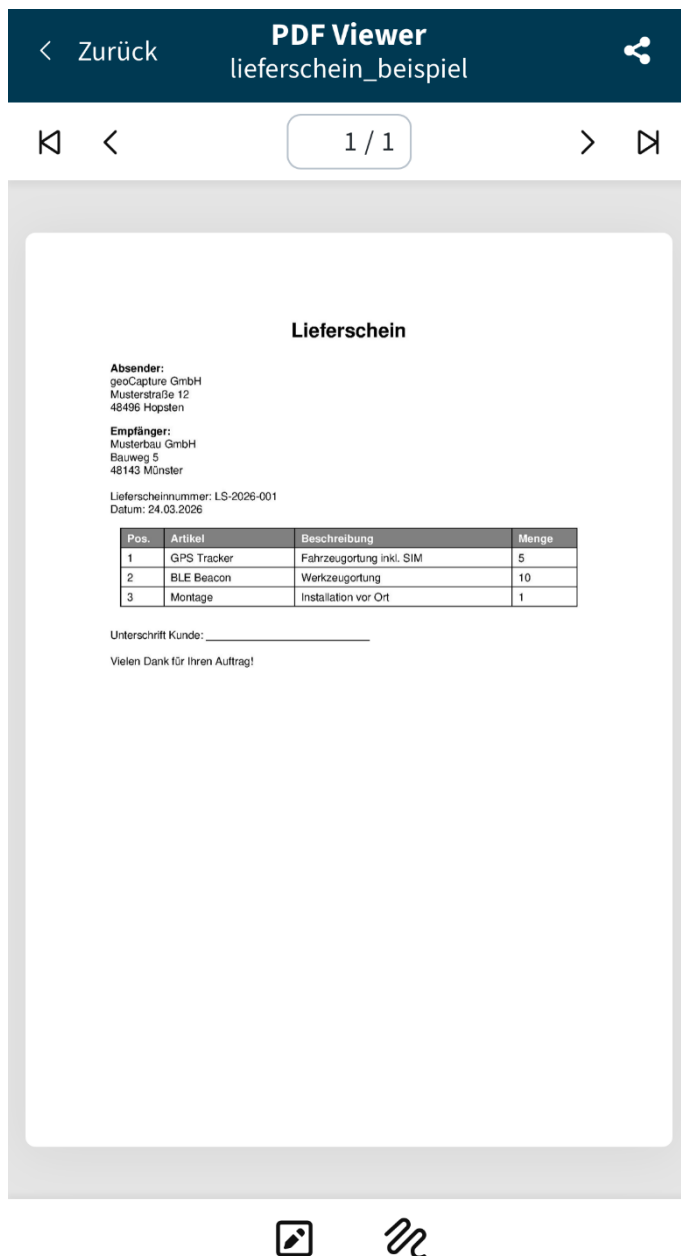 Zurück
PDF Viewer
lieferschein_beispiel
1 / 1
Lieferschein
Absender:
geoCapture GmbH
Musterstraße 12
48496 Hopsten
Empfänger:
Musterbau GmbH
Bauweg 5
48143 Münster
Lieferscheinnummer: LS-2026-001
Datum: 24.03.2026
Pos. Artikel Beschreibung Menge
1 GPS Tracker Fahrzeugortung inkl. SIM 5
2 BLE Beacon Werkzeugortung 10
3 Montage Installation vor Ort 1
Unterschrift Kunde:
Vielen Dank für Ihren Auftrag!